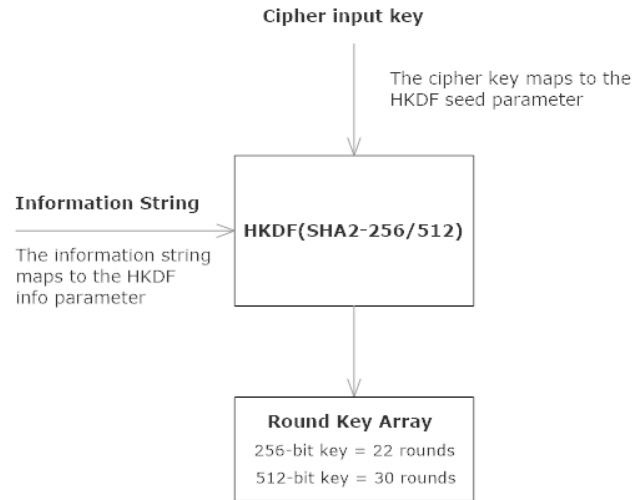 Cipher input key
The cipher key maps to the
HKDF seed parameter
Information String
The information string
maps to the HKDF
info parameter
HKDF(SHA2-256/512)
Round Key Array
256-bit key = 22 rounds
512-bit key = 30 rounds